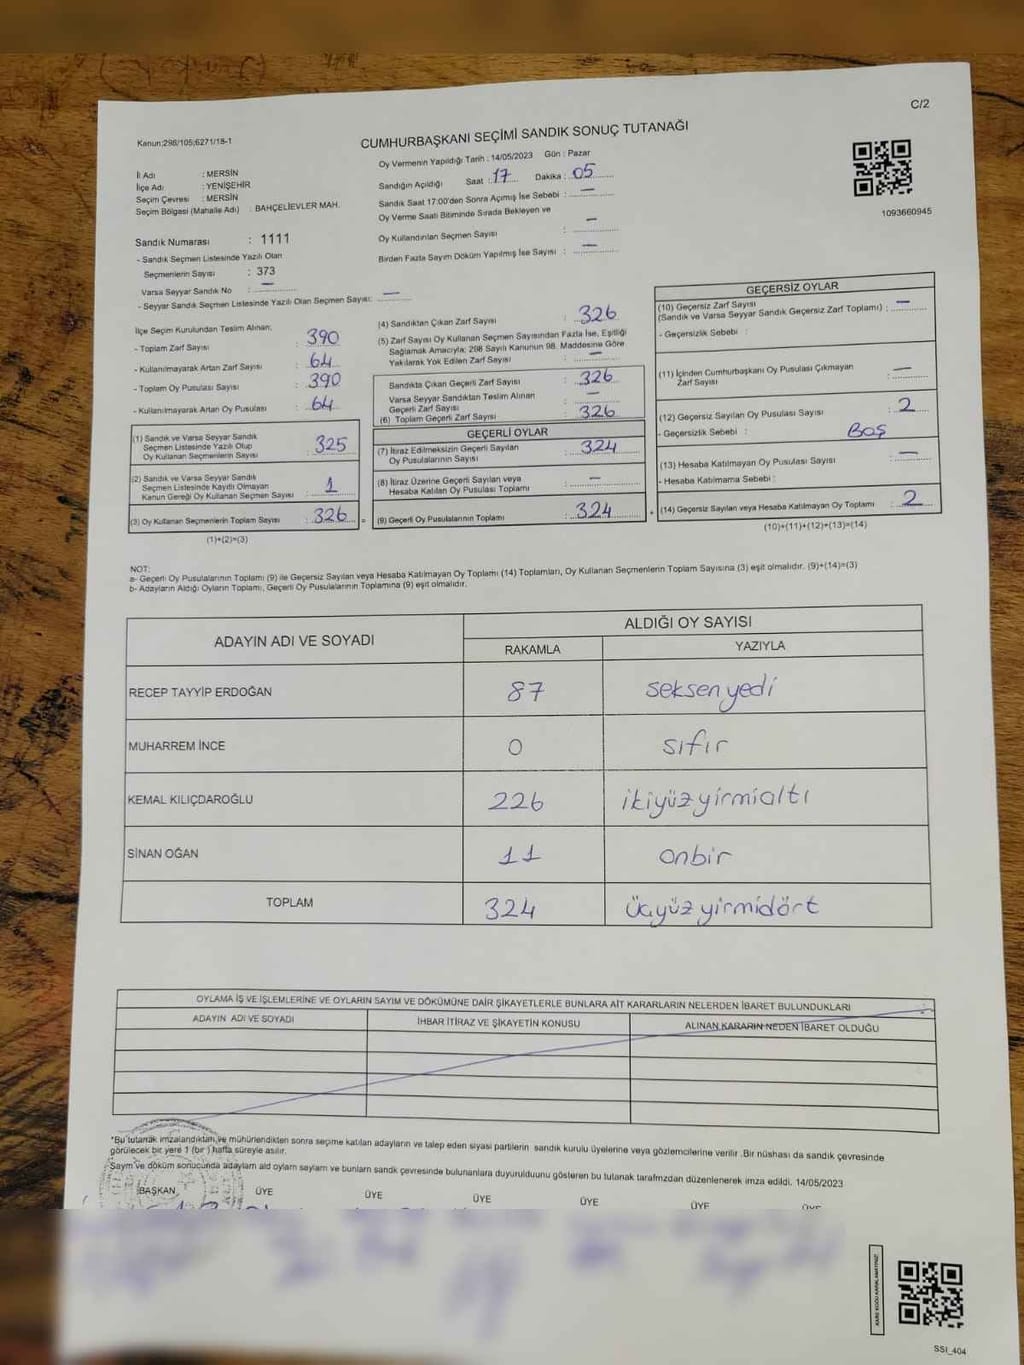 C/2
Kanun:298/105;6271/18-1
CUMHURBAŞKANI SEÇİMİ SANDIK SONUÇ TUTANAĞI
İl Adı : MERSİN
İlçe Adı : YENİŞEHİR
Seçim Çevresi : MERSİN
Seçim Bölgesi (Mahalle Adı) : BAHÇELİEVLER MAH.
Oy Vermenin Yapıldığı Tarih : 14/05/2023 Gün : Pazar
Sandığın Açıldığı Saat : 17 Dakika : 05
Sandık Saat 17:00'den Sonra Açımış İse Sebebi : —
Oy Verme Saati Bitiminde Sırada Bekleyen ve
Oy Kullandırılan Seçmen Sayısı : —
Birden Fazla Sayım Döküm Yapılmış İse Sayısı : —
1093660945
Sandık Numarası : 1111
- Sandık Seçmen Listesinde Yazılı Olan
Seçmenlerin Sayısı : 373
Varsa Seyyar Sandık No : —
- Seyyar Sandık Seçmen Listesinde Yazılı Olan Seçmen Sayısı: —
İlçe Seçim Kurulundan Teslim Alınan;
- Toplam Zarf Sayısı : 390
- Kullanılmayarak Artan Zarf Sayısı : 64
- Toplam Oy Pusulası Sayısı : 390
- Kullanılmayarak Artan Oy Pusulası : 64
(1) Sandık ve Varsa Seyyar Sandık
Seçmen Listesinde Yazılı Olup
Oy Kullanan Seçmenlerin Sayısı : 325
(2) Sandık ve Varsa Seyyar Sandık
Seçmen Listesinde Kayıtlı Olmayan
Kanun Gereği Oy Kullanan Seçmen Sayısı : 1
(3) Oy Kullanan Seçmenlerin Toplam Sayısı : 326
(1)+(2)=(3)
(4) Sandıktan Çıkan Zarf Sayısı : 326
(5) Zarf Sayısı Oy Kullanan Seçmen Sayısından Fazla İse, Eşitliği
Sağlamak Amacıyla; 298 Sayılı Kanunun 98. Maddesine Göre
Yakılarak Yok Edilen Zarf Sayısı : —
Sandıkta Çıkan Geçerli Zarf Sayısı : 326
Varsa Seyyar Sandıktan Teslim Alınan
Geçerli Zarf Sayısı : —
(6) Toplam Geçerli Zarf Sayısı : 326
GEÇERLİ OYLAR
(7) İtiraz Edilmeksizin Geçerli Sayılan
Oy Pusulalarının Sayısı : 324
(8) İtiraz Üzerine Geçerli Sayılan veya
Hesaba Katılan Oy Pusulası Toplamı : —
(9) Geçerli Oy Pusulalarının Toplamı : 324
GEÇERSİZ OYLAR
(10) Geçersiz Zarf Sayısı
(Sandık ve Varsa Seyyar Sandık Geçersiz Zarf Toplamı) : —
- Geçersizlik Sebebi :
(11) İçinden Cumhurbaşkanı Oy Pusulası Çıkmayan
Zarf Sayısı : —
(12) Geçersiz Sayılan Oy Pusulası Sayısı : 2
- Geçersizlik Sebebi : Boş
(13) Hesaba Katılmayan Oy Pusulası Sayısı : —
- Hesaba Katılmama Sebebi :
(14) Geçersiz Sayılan veya Hesaba Katılmayan Oy Toplamı : 2
(10)+(11)+(12)+(13)=(14)
NOT:
a- Geçerli Oy Pusulalarının Toplamı (9) ile Geçersiz Sayılan veya Hesaba Katılmayan Oy Toplamı (14) Toplamları, Oy Kullanan Seçmenlerin Toplam Sayısına (3) eşit olmalıdır. (9)+(14)=(3)
b- Adayların Aldığı Oyların Toplamı, Geçerli Oy Pusulalarının Toplamına (9) eşit olmalıdır.
ADAYIN ADI VE SOYADI
ALDIĞI OY SAYISI
RAKAMLA YAZIYLA
RECEP TAYYİP ERDOĞAN 87 seksenyedi
MUHARREM İNCE 0 sıfır
KEMAL KILIÇDAROĞLU 226 ikiyüzyirmialtı
SİNAN OĞAN 11 onbir
TOPLAM 324 üçyüzyirmidört
OYLAMA İŞ VE İŞLEMLERİNE VE OYLARIN SAYIM VE DÖKÜMÜNE DAİR ŞİKAYETLERLE BUNLARA AİT KARARLARIN NELERDEN İBARET BULUNDUKLARI
ADAYIN ADI VE SOYADI İHBAR İTİRAZ VE ŞİKAYETİN KONUSU ALINAN KARARIN NEDEN İBARET OLDUĞU
*Bu tutanak imzalandıktan ve mühürlendikten sonra seçime katılan adayların ve talep eden siyasi partilerin sandık kurulu üyelerine veya gözlemcilerine verilir .Bir nüshası da sandık çevresinde
görülecek bir yere 1 (bir ) hafta süreyle asılır.
Sayım ve döküm sonucunda adayların ald oyların sayların ve bunların sandk çevresinde bulunanlara duyurulduunu gösteren bu tutanak tarafmzdan düzenlenerek imza edildi. 14/05/2023
BAŞKAN ÜYE ÜYE ÜYE ÜYE ÜYE ÜYE
KARE KODU KARALAMAYINIZ!
SSI_404